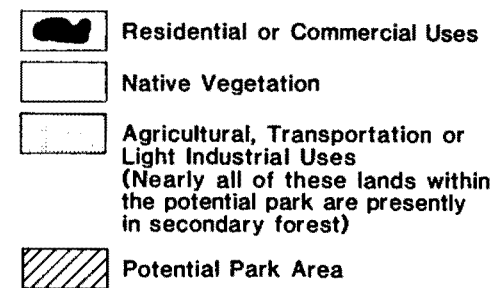 Residential or Commercial Uses
Native Vegetation
Agricultural, Transportation or
Light Industrial Uses
(Nearly all of these lands within
the potential park are presently
in secondary forest)
Potential Park Area